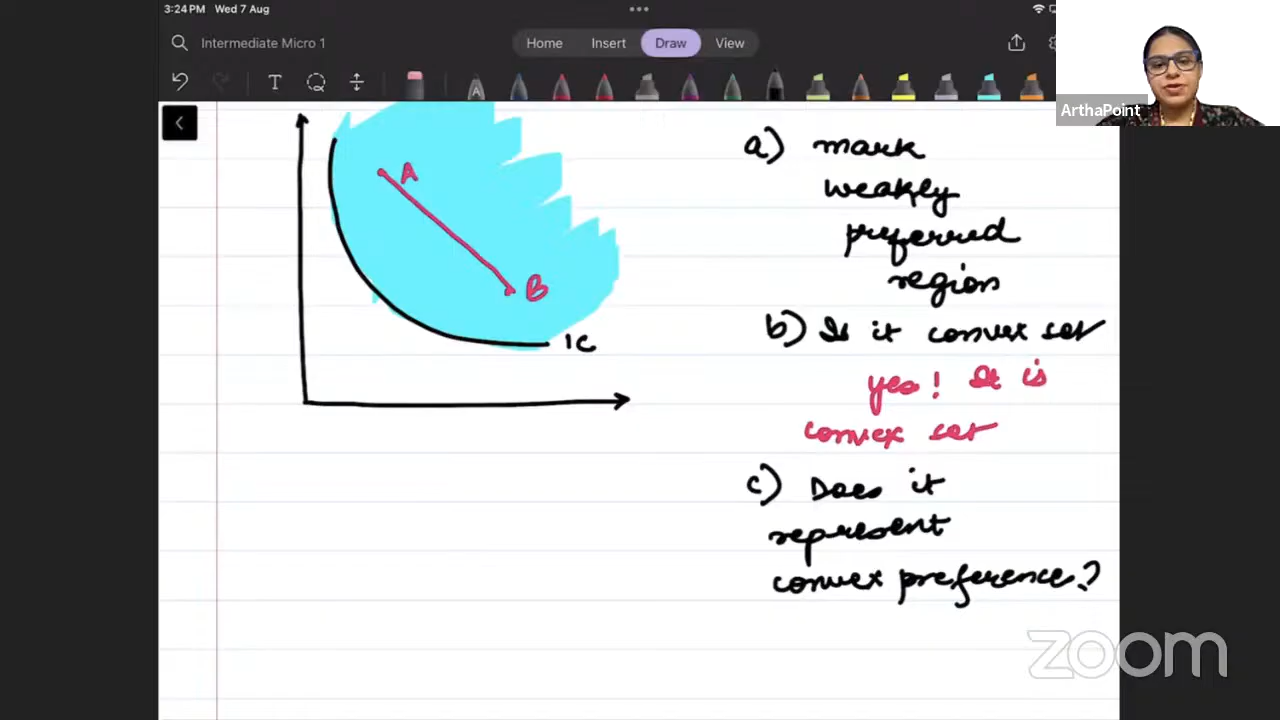 3:24 PM Wed 7 Aug
Intermediate Micro 1
Home Insert Draw View
T
A
ArthaPoint
A
B
IC
a) mark
weakly
preferred
region
b) Is it convex set
yes! It is
convex set
c) Does it
represent
convex preference?
zoom